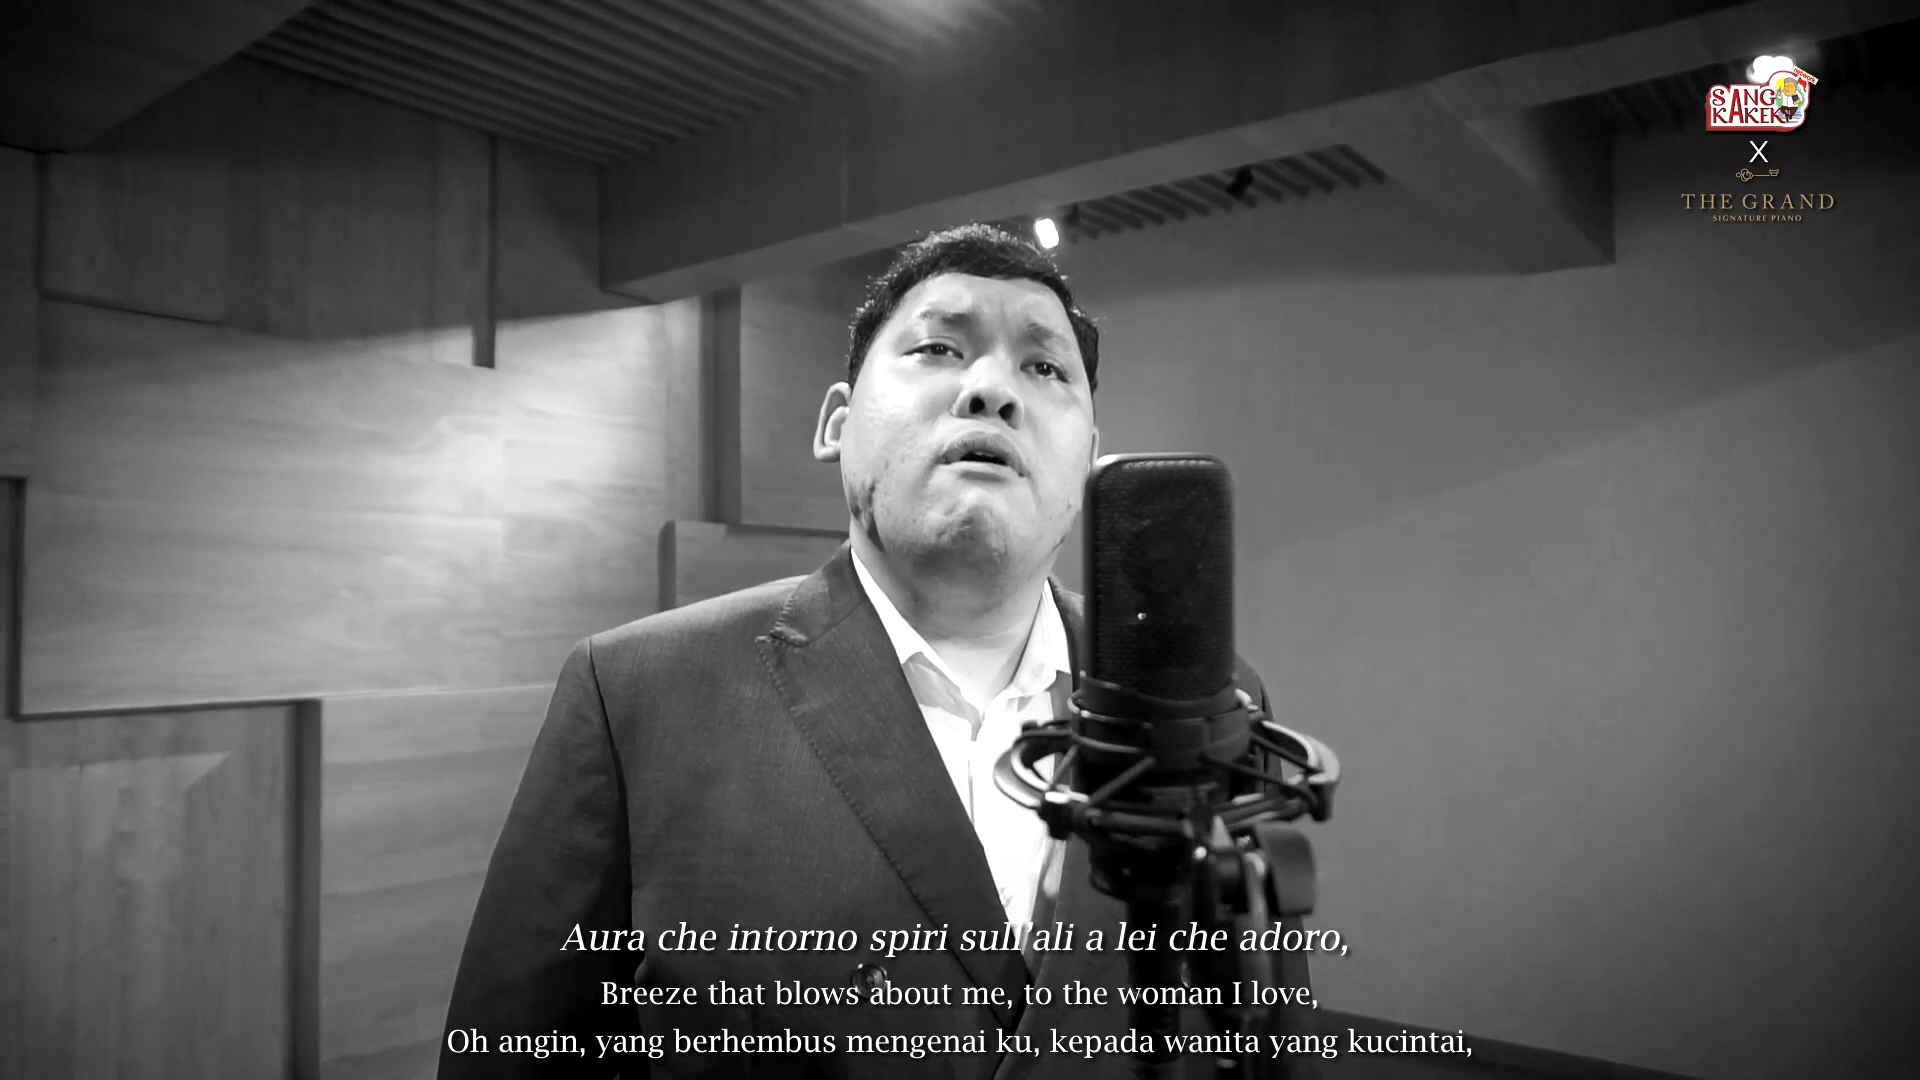 network
SANG
KAKEK
X
THE GRAND
SIGNATURE PIANO
Aura che intorno spiri sull'ali a lei che adoro,
Breeze that blows about me, to the woman I love,
Oh angin, yang berhembus mengenai ku, kepada wanita yang kucintai,